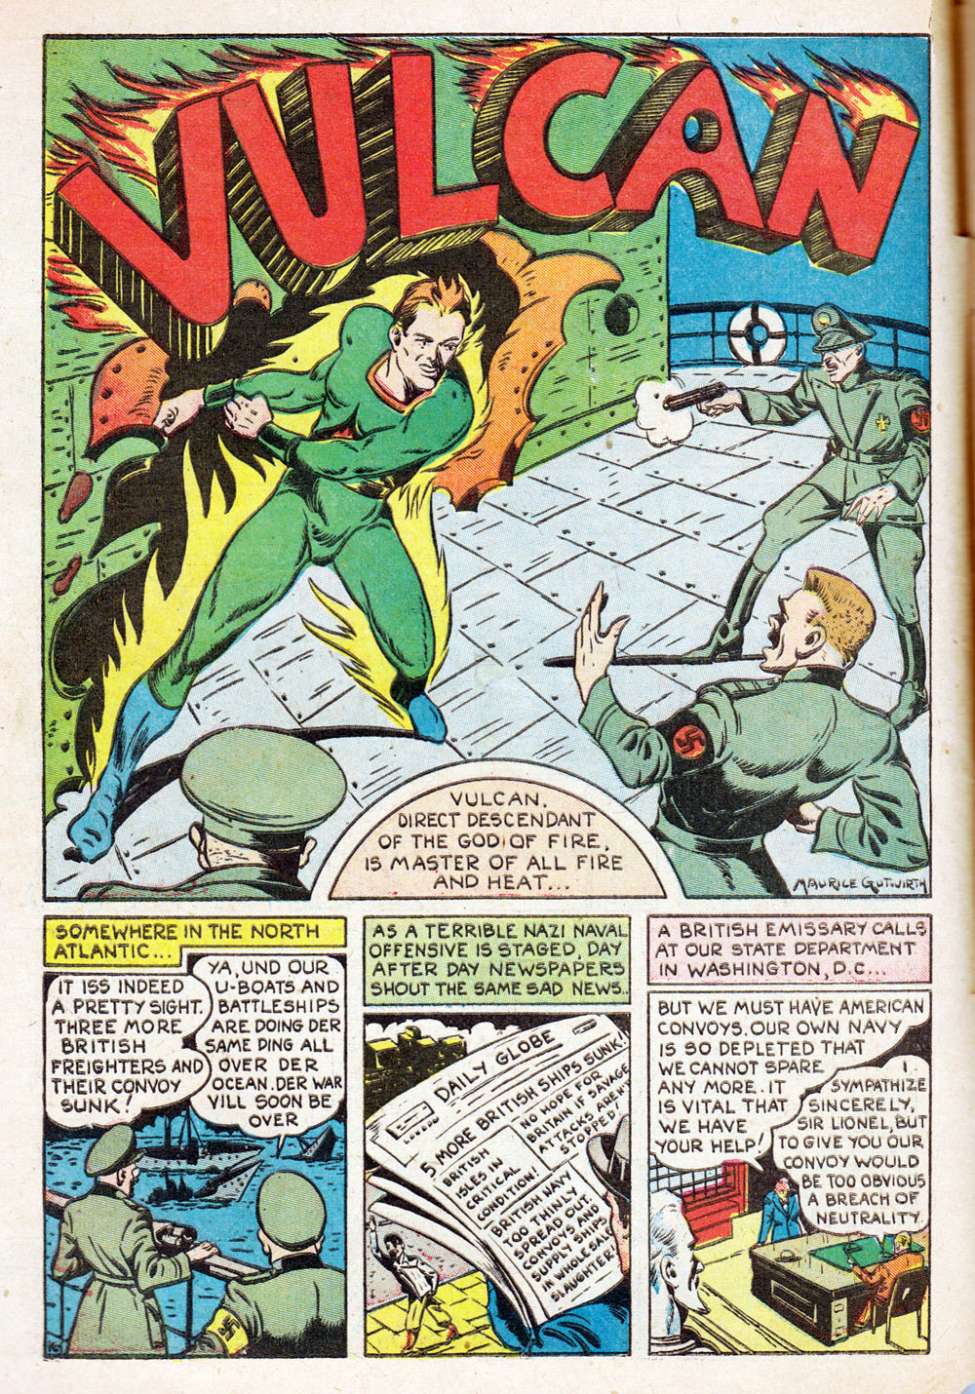 VULCAN
VULCAN,
DIRECT DESCENDANT
OF THE GOD OF FIRE,
IS MASTER OF ALL FIRE
AND HEAT...
MAURICE GUTWIRTH
SOMEWHERE IN THE NORTH
ATLANTIC...
IT ISS INDEED
A PRETTY SIGHT.
THREE MORE
BRITISH
FREIGHTERS AND
THEIR CONVOY
SUNK!
YA, UND OUR
U-BOATS AND
BATTLESHIPS
ARE DOING DER
SAME DING ALL
OVER DER
OCEAN. DER WAR
VILL SOON BE
OVER
AS A TERRIBLE NAZI NAVAL
OFFENSIVE IS STAGED, DAY
AFTER DAY NEWSPAPERS
SHOUT THE SAME SAD NEWS..
DAILY GLOBE
5 MORE BRITISH SHIPS SUNK!
BRITISH
ISLES IN
CRITICAL
CONDITION!
NO HOPE FOR
BRITAIN IF SAVAGE
ATTACKS AREN'T
STOPPED!
BRITISH NAVY
TOO THINLY
SPREAD OUT.
CONVOYS AND
SUPPLY SHIPS
IN WHOLESALE
SLAUGHTER!
A BRITISH EMISSARY CALLS
AT OUR STATE DEPARTMENT
IN WASHINGTON, D.C...
BUT WE MUST HAVE AMERICAN
CONVOYS. OUR OWN NAVY
IS SO DEPLETED THAT
WE CANNOT SPARE
ANY MORE. IT
IS VITAL THAT
WE HAVE
YOUR HELP!
I
SYMPATHIZE
SINCERELY,
SIR LIONEL, BUT
TO GIVE YOU OUR
CONVOY WOULD
BE TOO OBVIOUS
A BREACH OF
NEUTRALITY.